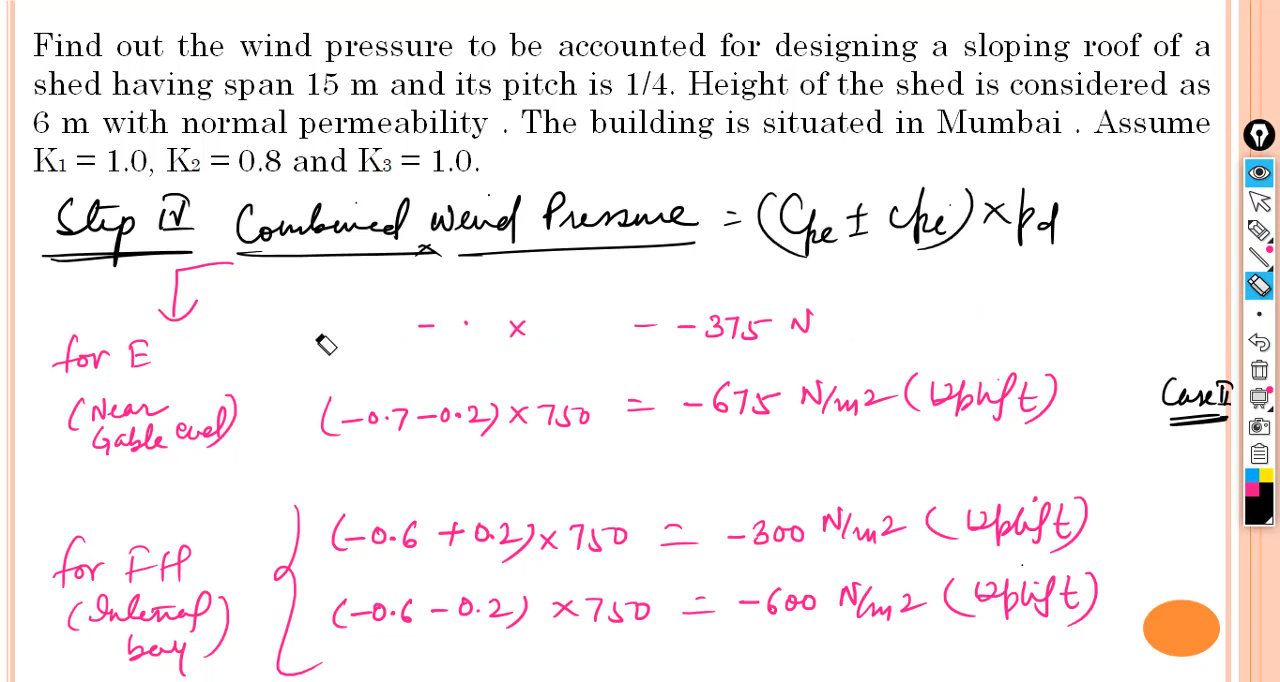 Find out the wind pressure to be accounted for designing a sloping roof of a
shed having span 15 m and its pitch is 1/4. Height of the shed is considered as
6 m with normal permeability . The building is situated in Mumbai . Assume
K1 = 1.0, K2 = 0.8 and K3 = 1.0.
Step IV Combined Wind Pressure = (Cpe ± Cpi) × pd
- . × - -375 N
for E
(Near Gable end) (-0.7-0.2) × 750 = -675 N/m2 (Uplift)
Case II
for FH
(Internal bay)
(-0.6 + 0.2) × 750 = -300 N/m2 (Uplift)
(-0.6 - 0.2) × 750 = -600 N/m2 (Uplift)